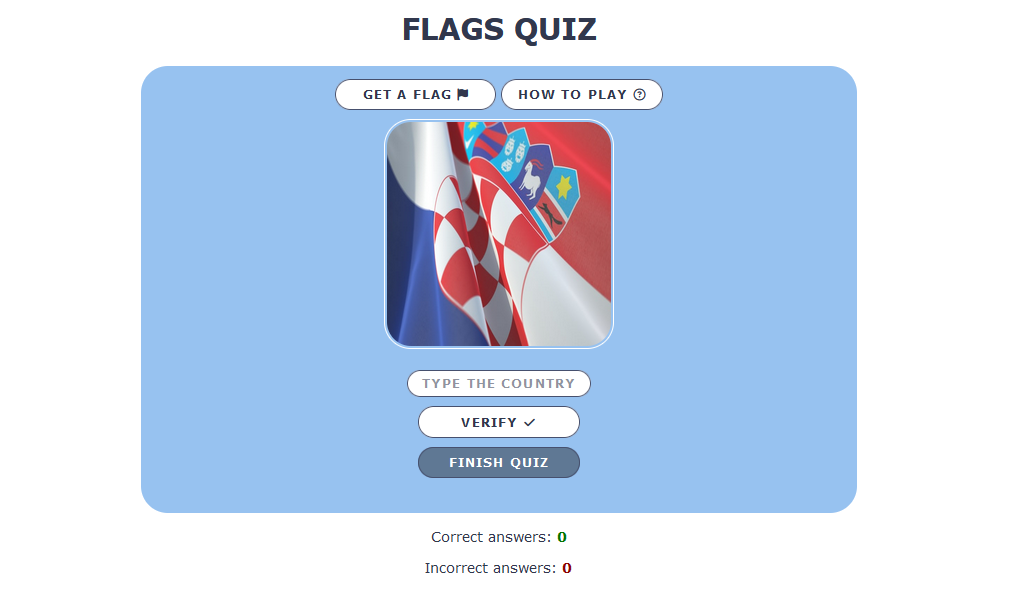 FLAGS QUIZ
GET A FLAG HOW TO PLAY
TYPE THE COUNTRY
VERIFY
FINISH QUIZ
Correct answers: 0
Incorrect answers: 0